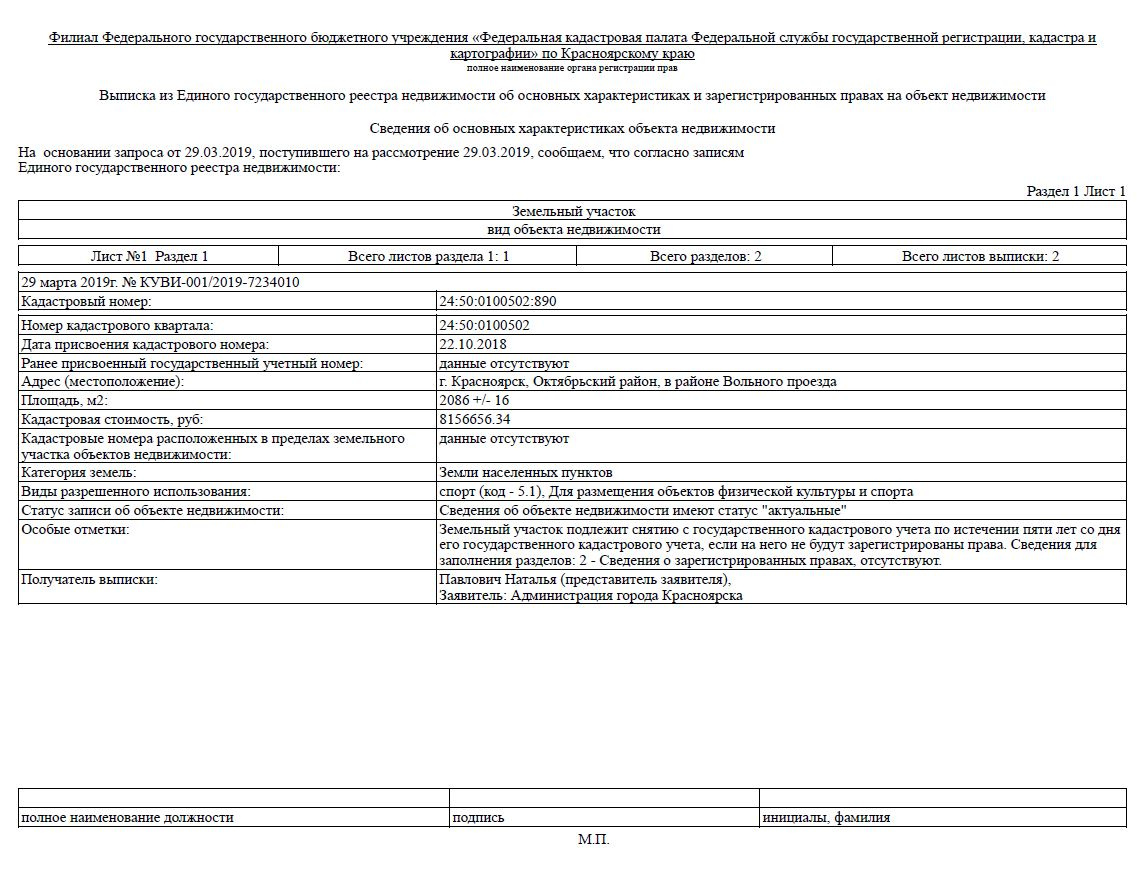 Филиал Федерального государственного бюджетного учреждения «Федеральная кадастровая палата Федеральной службы государственной регистрации, кадастра и
картографии» по Красноярскому краю
полное наименование органа регистрации прав
Выписка из Единого государственного реестра недвижимости об основных характеристиках и зарегистрированных правах на объект недвижимости
Сведения об основных характеристиках объекта недвижимости
На основании запроса от 29.03.2019, поступившего на рассмотрение 29.03.2019, сообщаем, что согласно записям
Единого государственного реестра недвижимости:
Раздел 1 Лист 1
Земельный участок
вид объекта недвижимости
Лист №1 Раздел 1 Всего листов раздела 1: 1 Всего разделов: 2 Всего листов выписки: 2
29 марта 2019г. № КУВИ-001/2019-7234010
Кадастровый номер: 24:50:0100502:890
Номер кадастрового квартала: 24:50:0100502
Дата присвоения кадастрового номера: 22.10.2018
Ранее присвоенный государственный учетный номер: данные отсутствуют
Адрес (местоположение): г. Красноярск, Октябрьский район, в районе Вольного проезда
Площадь, м2: 2086 +/- 16
Кадастровая стоимость, руб: 8156656.34
Кадастровые номера расположенных в пределах земельного данные отсутствуют
участка объектов недвижимости:
Категория земель: Земли населенных пунктов
Виды разрешенного использования: спорт (код - 5.1), Для размещения объектов физической культуры и спорта
Статус записи об объекте недвижимости: Сведения об объекте недвижимости имеют статус "актуальные"
Особые отметки: Земельный участок подлежит снятию с государственного кадастрового учета по истечении пяти лет со дня
его государственного кадастрового учета, если на него не будут зарегистрированы права. Сведения для
заполнения разделов: 2 - Сведения о зарегистрированных правах, отсутствуют.
Получатель выписки: Павлович Наталья (представитель заявителя),
Заявитель: Администрация города Красноярска
полное наименование должности подпись инициалы, фамилия
М.П.